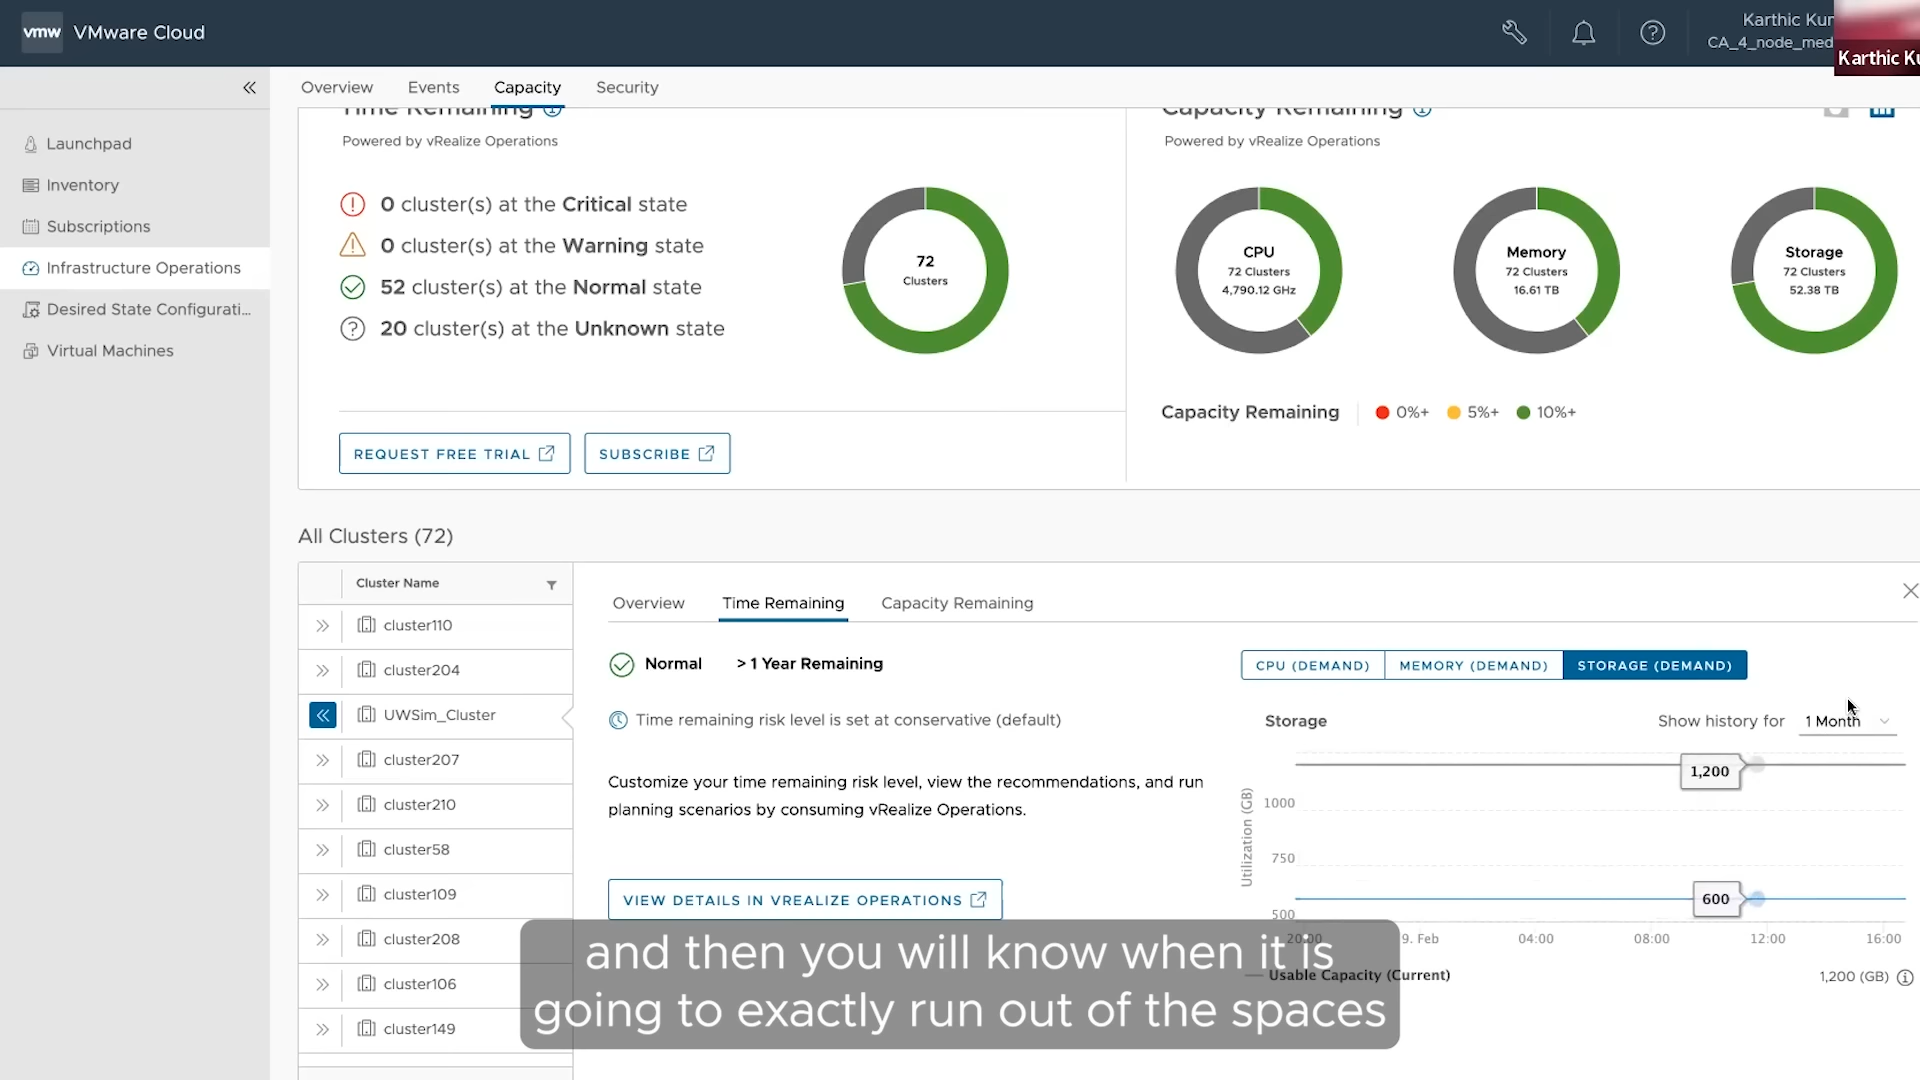 vmw VMware Cloud
Karthic Kur
CA_4_node_med
Karthic Ku
Overview Events Capacity Security
Launchpad
Inventory
Subscriptions
Infrastructure Operations
Desired State Configurati...
Virtual Machines
Time Remaining
Powered by vRealize Operations
0 cluster(s) at the Critical state
0 cluster(s) at the Warning state
52 cluster(s) at the Normal state
20 cluster(s) at the Unknown state
72
Clusters
REQUEST FREE TRIAL
SUBSCRIBE
Capacity Remaining
Powered by vRealize Operations
CPU
72 Clusters
4,790.12 GHz
Memory
72 Clusters
16.61 TB
Storage
72 Clusters
52.38 TB
Capacity Remaining 0%+ 5%+ 10%+
All Clusters (72)
Cluster Name
cluster110
cluster204
UWSim_Cluster
cluster207
cluster210
cluster58
cluster109
cluster208
cluster106
cluster149
Overview Time Remaining Capacity Remaining
Normal > 1 Year Remaining
Time remaining risk level is set at conservative (default)
Customize your time remaining risk level, view the recommendations, and run
planning scenarios by consuming vRealize Operations.
VIEW DETAILS IN VREALIZE OPERATIONS
CPU (DEMAND) MEMORY (DEMAND) STORAGE (DEMAND)
Storage
Show history for 1 Month
Utilization (GB)
1,200
1000
750
600
500
20:00 9. Feb 04:00 08:00 12:00 16:00
Usable Capacity (Current) 1,200 (GB)
and then you will know when it is
going to exactly run out of the spaces